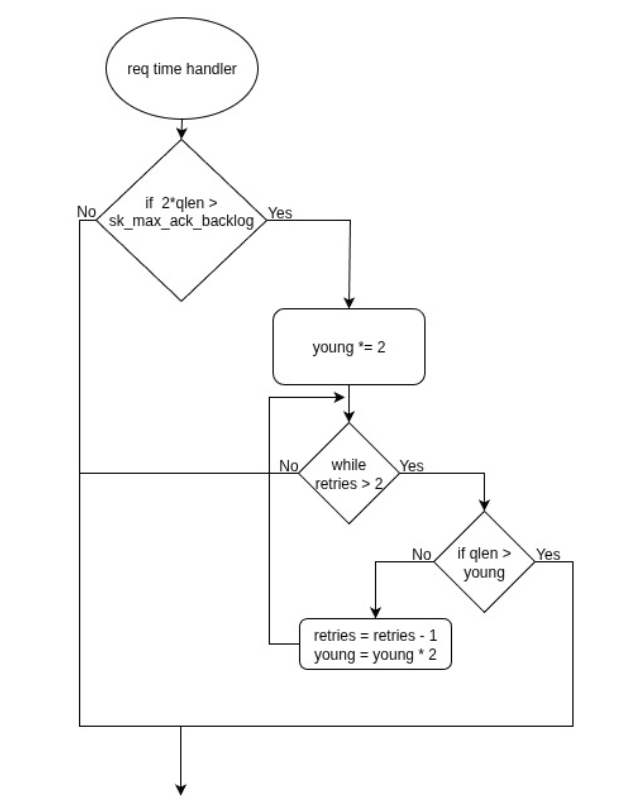 req time handler
if 2*qlen >
sk_max_ack_backlog
No
Yes
young *= 2
while
retries > 2
No
Yes
if qlen >
young
No
Yes
retries = retries - 1
young = young * 2